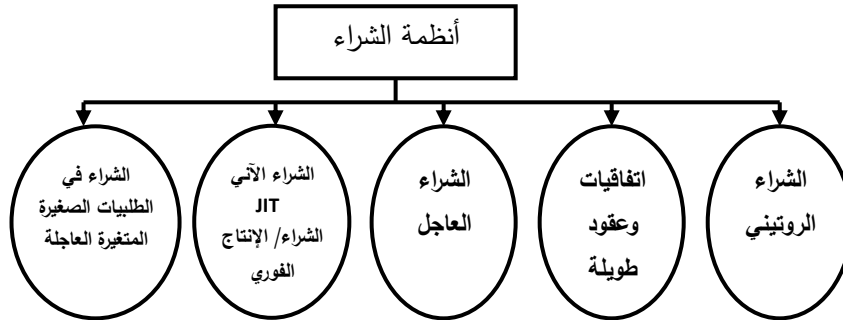 أنظمة الشراء
الشراء
الروتيني
اتفاقيات
وعقود
طويلة
الشراء
العاجل
الشراء الآني
JIT
الشراء/ الإنتاج
الفوري
الشراء في
الطلبيات الصغيرة
المتغيرة العاجلة